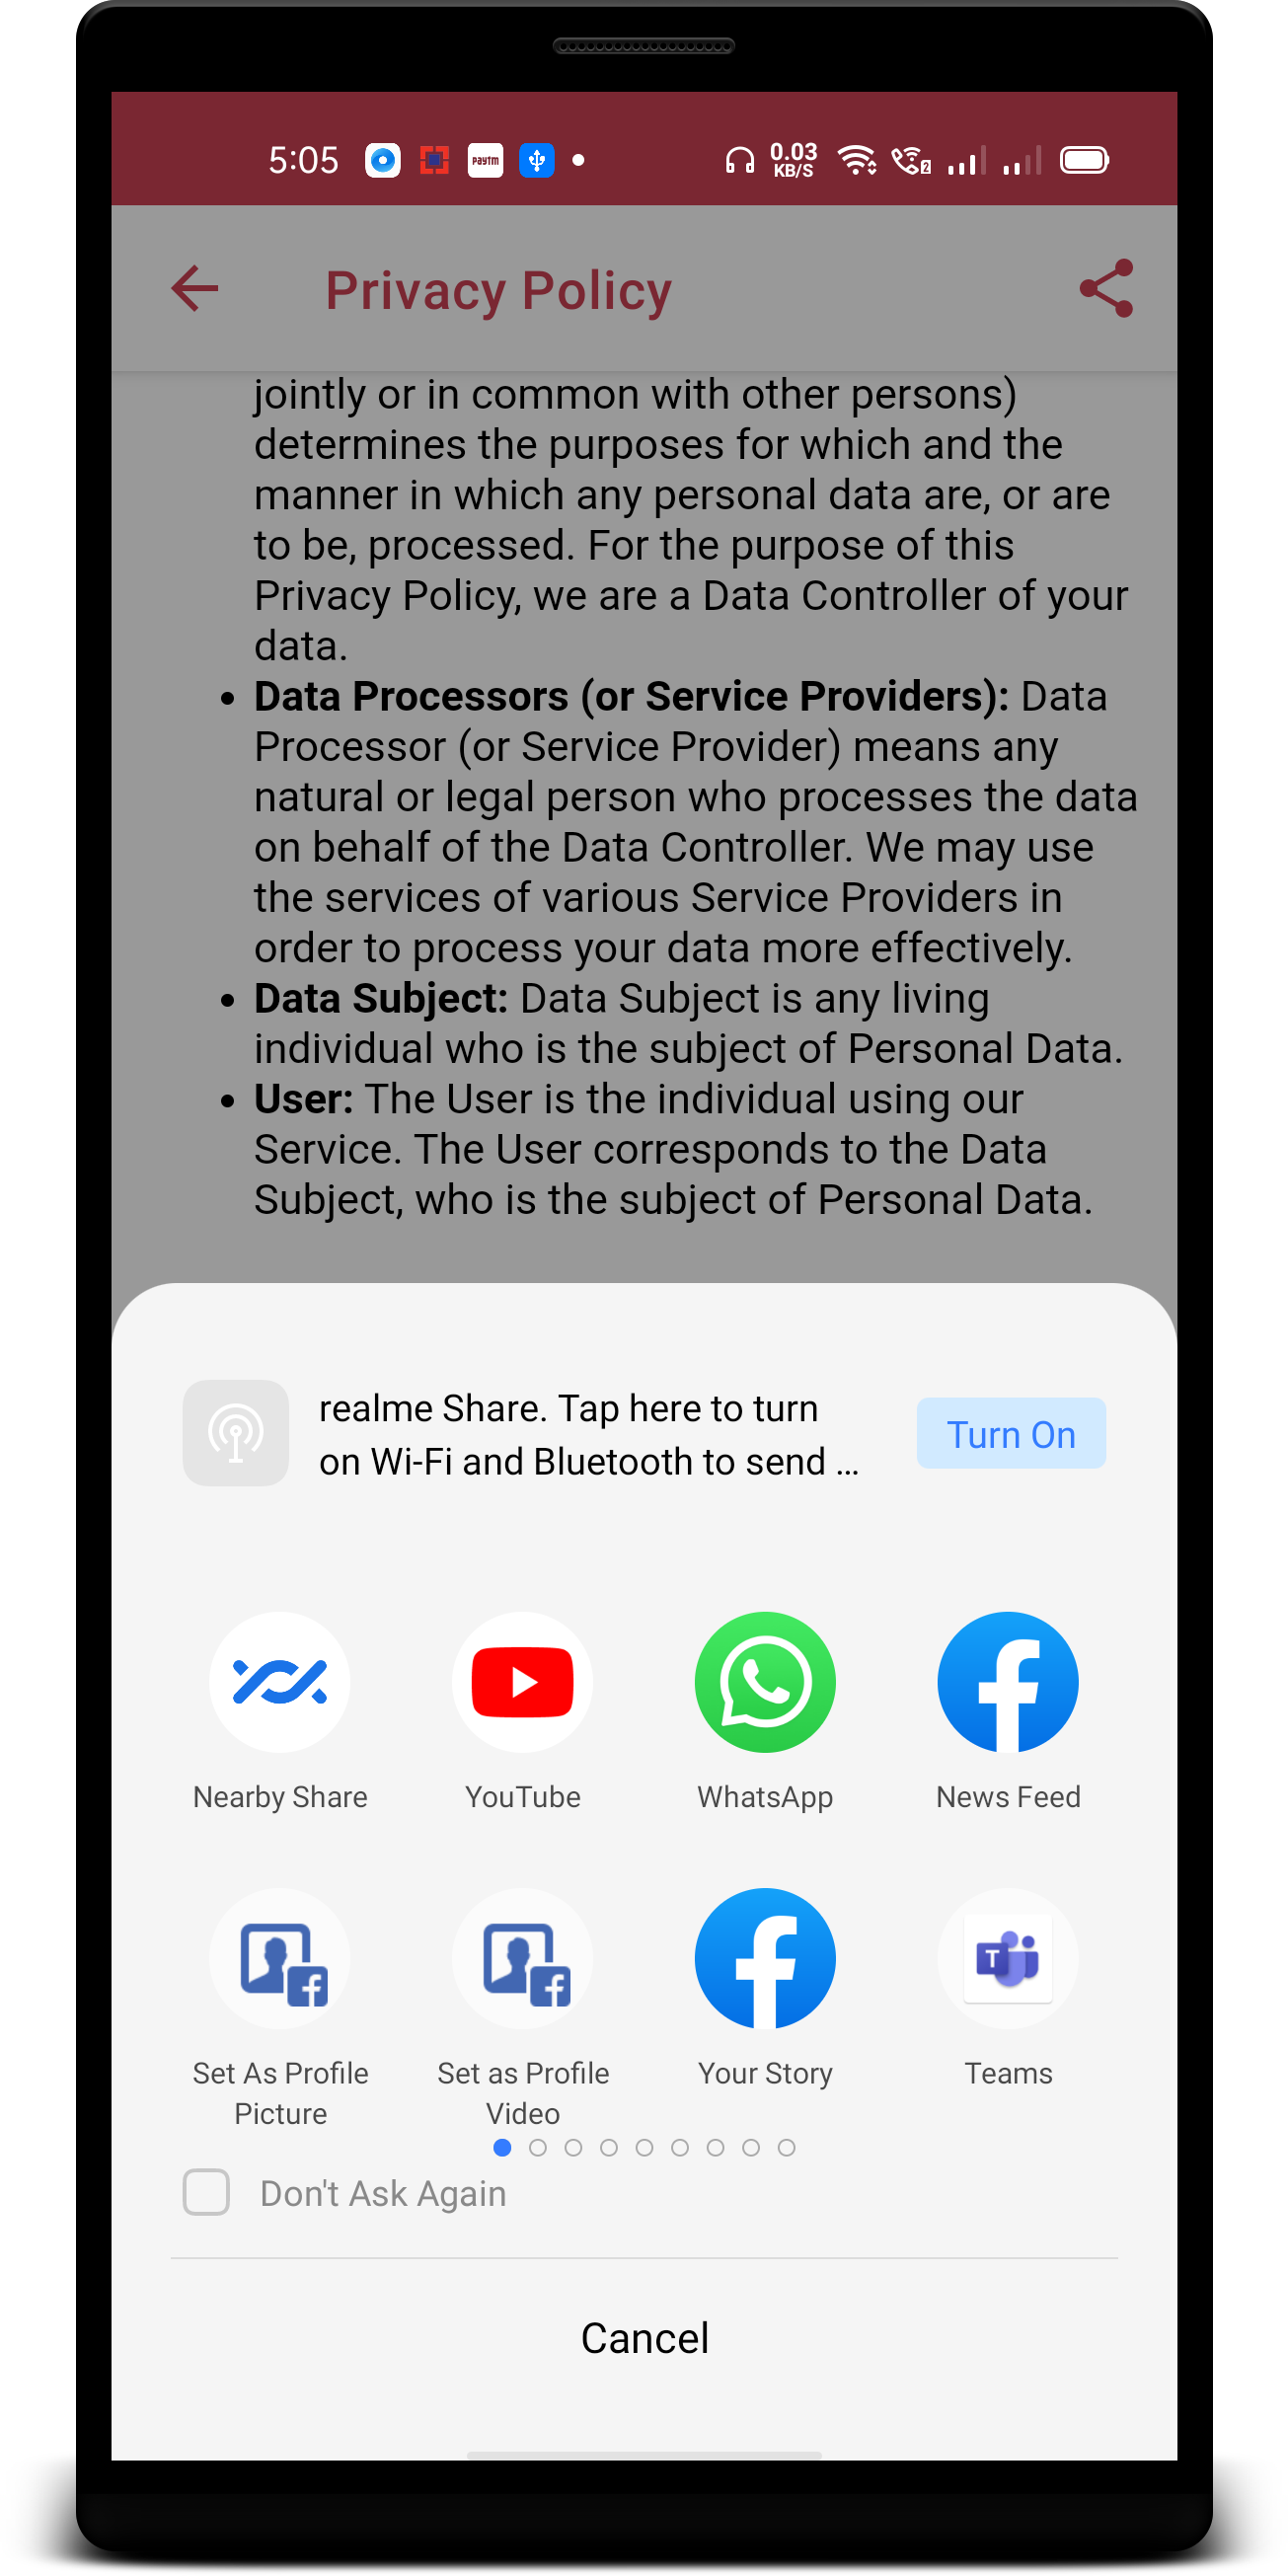 5:05 paytm 0.03 KB/S 2
Privacy Policy
jointly or in common with other persons)
determines the purposes for which and the
manner in which any personal data are, or are
to be, processed. For the purpose of this
Privacy Policy, we are a Data Controller of your
data.
• Data Processors (or Service Providers): Data
Processor (or Service Provider) means any
natural or legal person who processes the data
on behalf of the Data Controller. We may use
the services of various Service Providers in
order to process your data more effectively.
• Data Subject: Data Subject is any living
individual who is the subject of Personal Data.
• User: The User is the individual using our
Service. The User corresponds to the Data
Subject, who is the subject of Personal Data.
realme Share. Tap here to turn
on Wi-Fi and Bluetooth to send ...
Turn On
Nearby Share YouTube WhatsApp News Feed
T
Set As Profile Picture
Set as Profile Video
Your Story
Teams
Don't Ask Again
Cancel